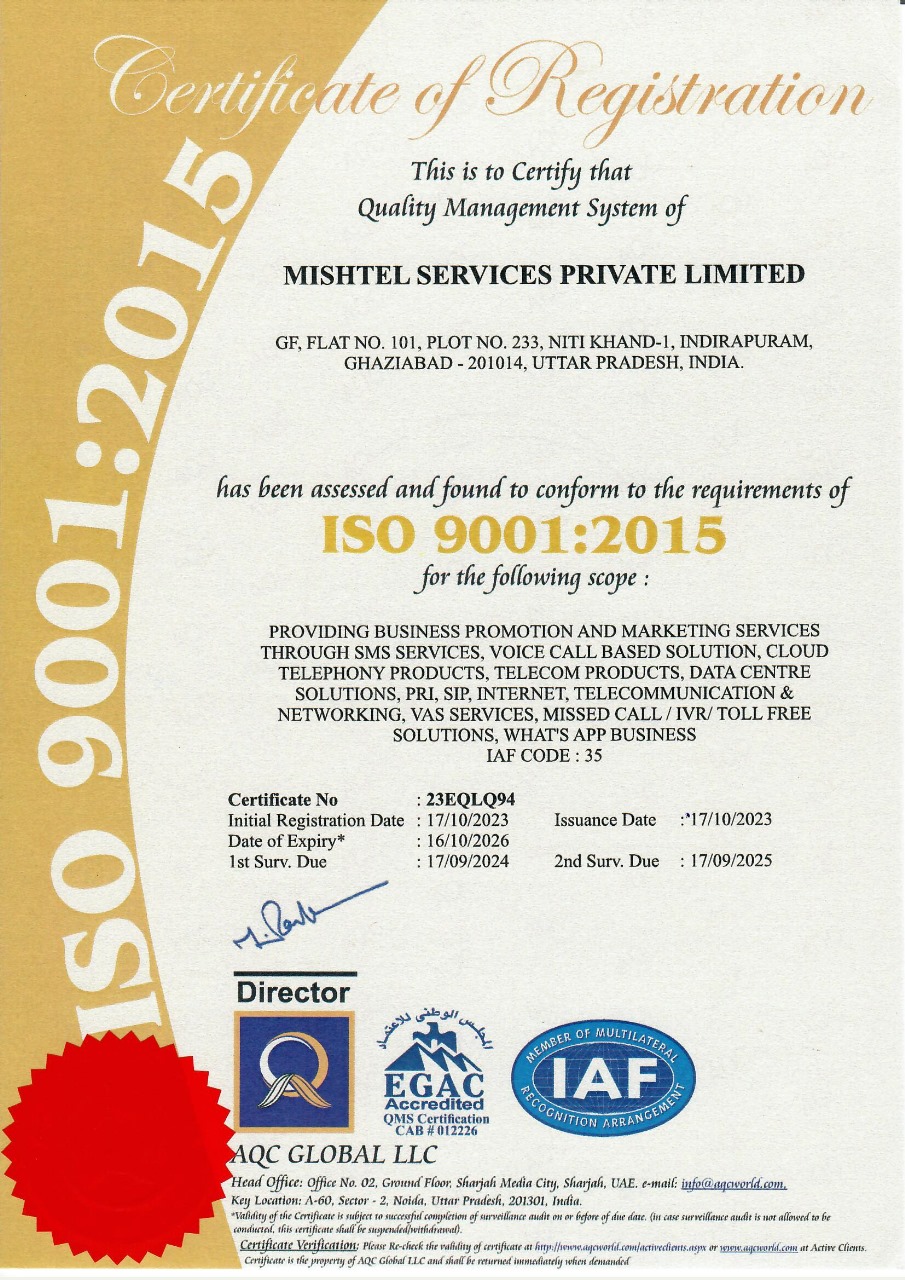 Certificate of Registration
This is to Certify that
Quality Management System of
MISHTEL SERVICES PRIVATE LIMITED
GF, FLAT NO. 101, PLOT NO. 233, NITI KHAND-1, INDIRAPURAM,
GHAZIABAD - 201014, UTTAR PRADESH, INDIA.
has been assessed and found to conform to the requirements of
ISO 9001:2015
for the following scope :
PROVIDING BUSINESS PROMOTION AND MARKETING SERVICES
THROUGH SMS SERVICES, VOICE CALL BASED SOLUTION, CLOUD
TELEPHONY PRODUCTS, TELECOM PRODUCTS, DATA CENTRE
SOLUTIONS, PRI, SIP, INTERNET, TELECOMMUNICATION &
NETWORKING, VAS SERVICES, MISSED CALL / IVR/ TOLL FREE
SOLUTIONS, WHAT'S APP BUSINESS
IAF CODE : 35
Certificate No : 23EQLQ94
Initial Registration Date : 17/10/2023 Issuance Date : 17/10/2023
Date of Expiry* : 16/10/2026
1st Surv. Due : 17/09/2024 2nd Surv. Due : 17/09/2025
Director
ISO 9001:2015
المجلس الوطني للاعتماد
EGAC
Accredited
QMS Certification
CAB # 012226
MEMBER OF MULTILATERAL
IAF
RECOGNITION ARRANGEMENT
AQC GLOBAL LLC
Head Office: Office No. 02, Ground Floor, Sharjah Media City, Sharjah, UAE. e-mail: info@aqcworld.com,
Key Location: A-60, Sector - 2, Noida, Uttar Pradesh, 201301, India.
*Validity of the Certificate is subject to successful completion of surveillance audit on or before of due date. (in case surveillance audit is not allowed to be
conducted, this certificate shall be suspended/withdrawal).
Certificate Verification: Please Re-check the validity of certificate at http://www.aqcworld.com/activeclients.aspx or www.aqcworld.com at Active Clients.
Certificate is the property of AQC Global LLC and shall be returned immediately when demanded